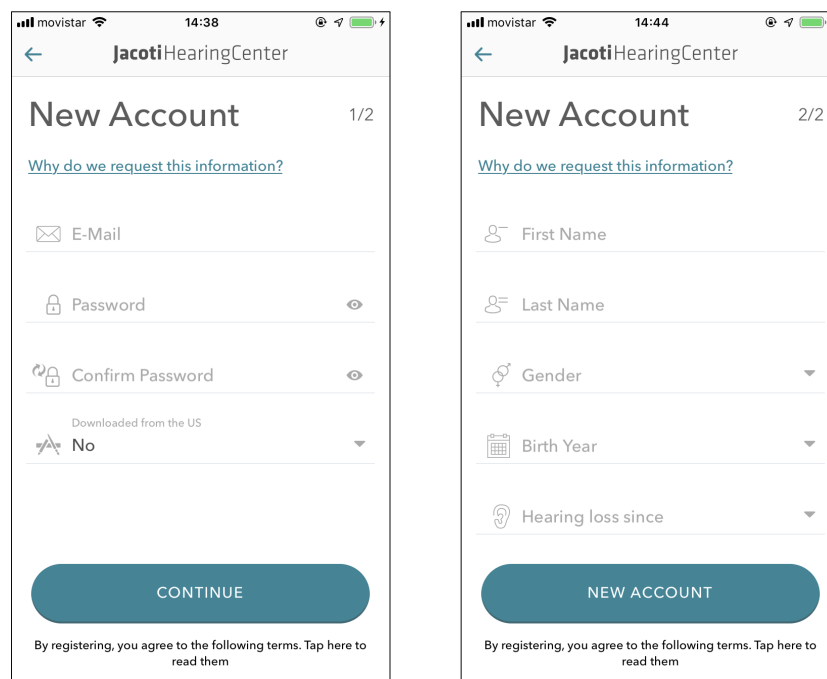 movistar 14:38
JacotiHearingCenter
New Account 1/2
Why do we request this information?
E-Mail
Password
Confirm Password
Downloaded from the US
No
CONTINUE
By registering, you agree to the following terms. Tap here to
read them
movistar 14:44
JacotiHearingCenter
New Account 2/2
Why do we request this information?
First Name
Last Name
Gender
Birth Year
Hearing loss since
NEW ACCOUNT
By registering, you agree to the following terms. Tap here to
read them